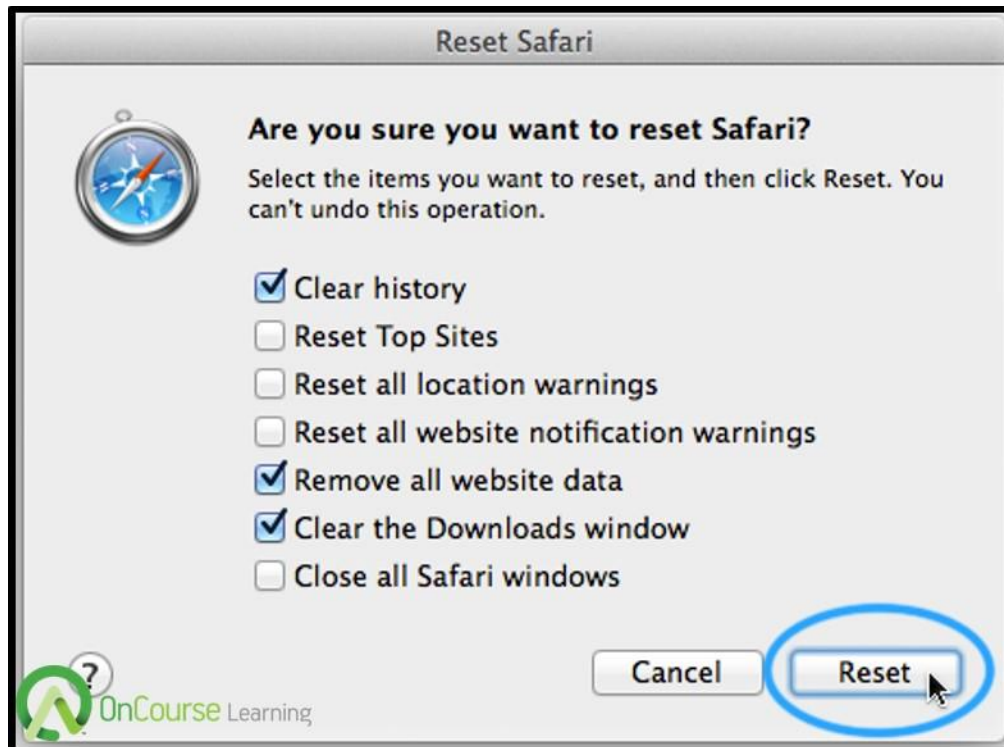 Reset Safari
Are you sure you want to reset Safari?
Select the items you want to reset, and then click Reset. You
can't undo this operation.
Clear history
Reset Top Sites
Reset all location warnings
Reset all website notification warnings
Remove all website data
Clear the Downloads window
Close all Safari windows
?
Cancel
Reset
OnCourse Learning